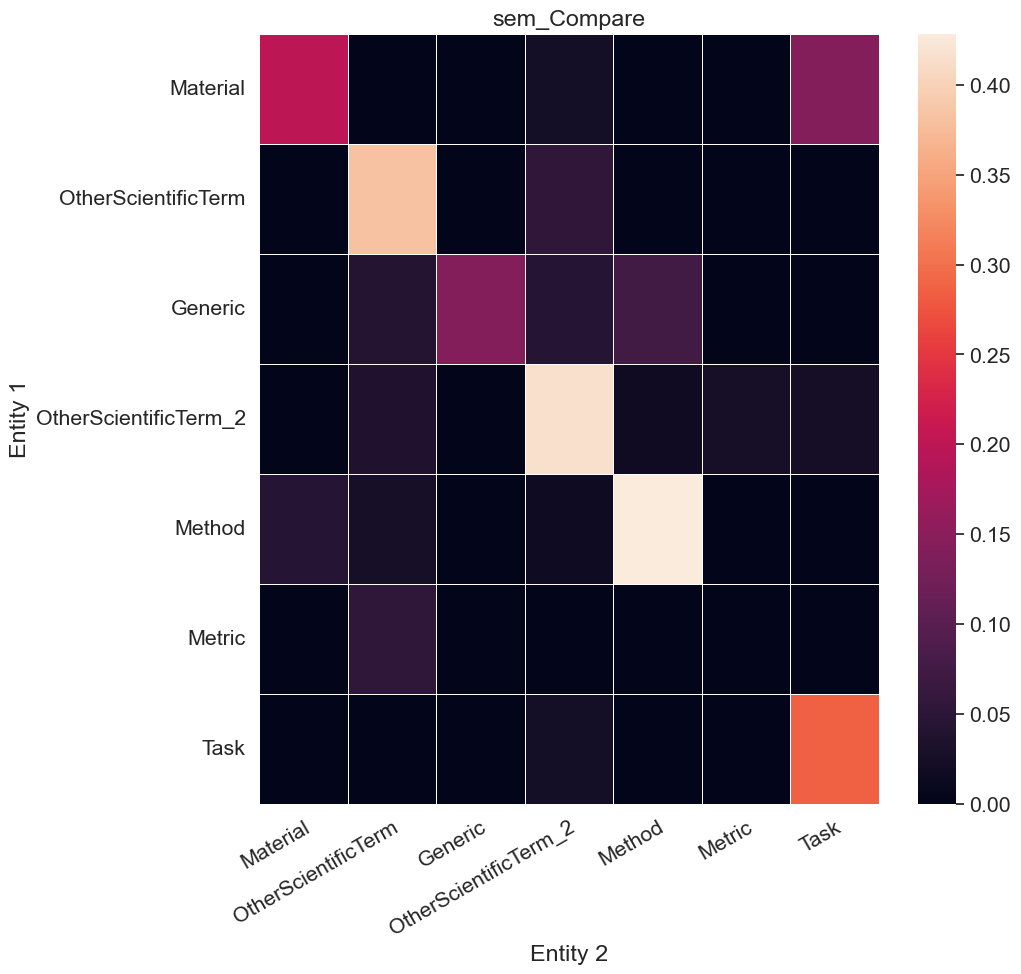 sem_Compare
Material
OtherScientificTerm
Generic
OtherScientificTerm_2
Method
Metric
Task
Entity 1
Material
OtherScientificTerm
Generic
OtherScientificTerm_2
Method
Metric
Task
Entity 2
0.40
0.35
0.30
0.25
0.20
0.15
0.10
0.05
0.00